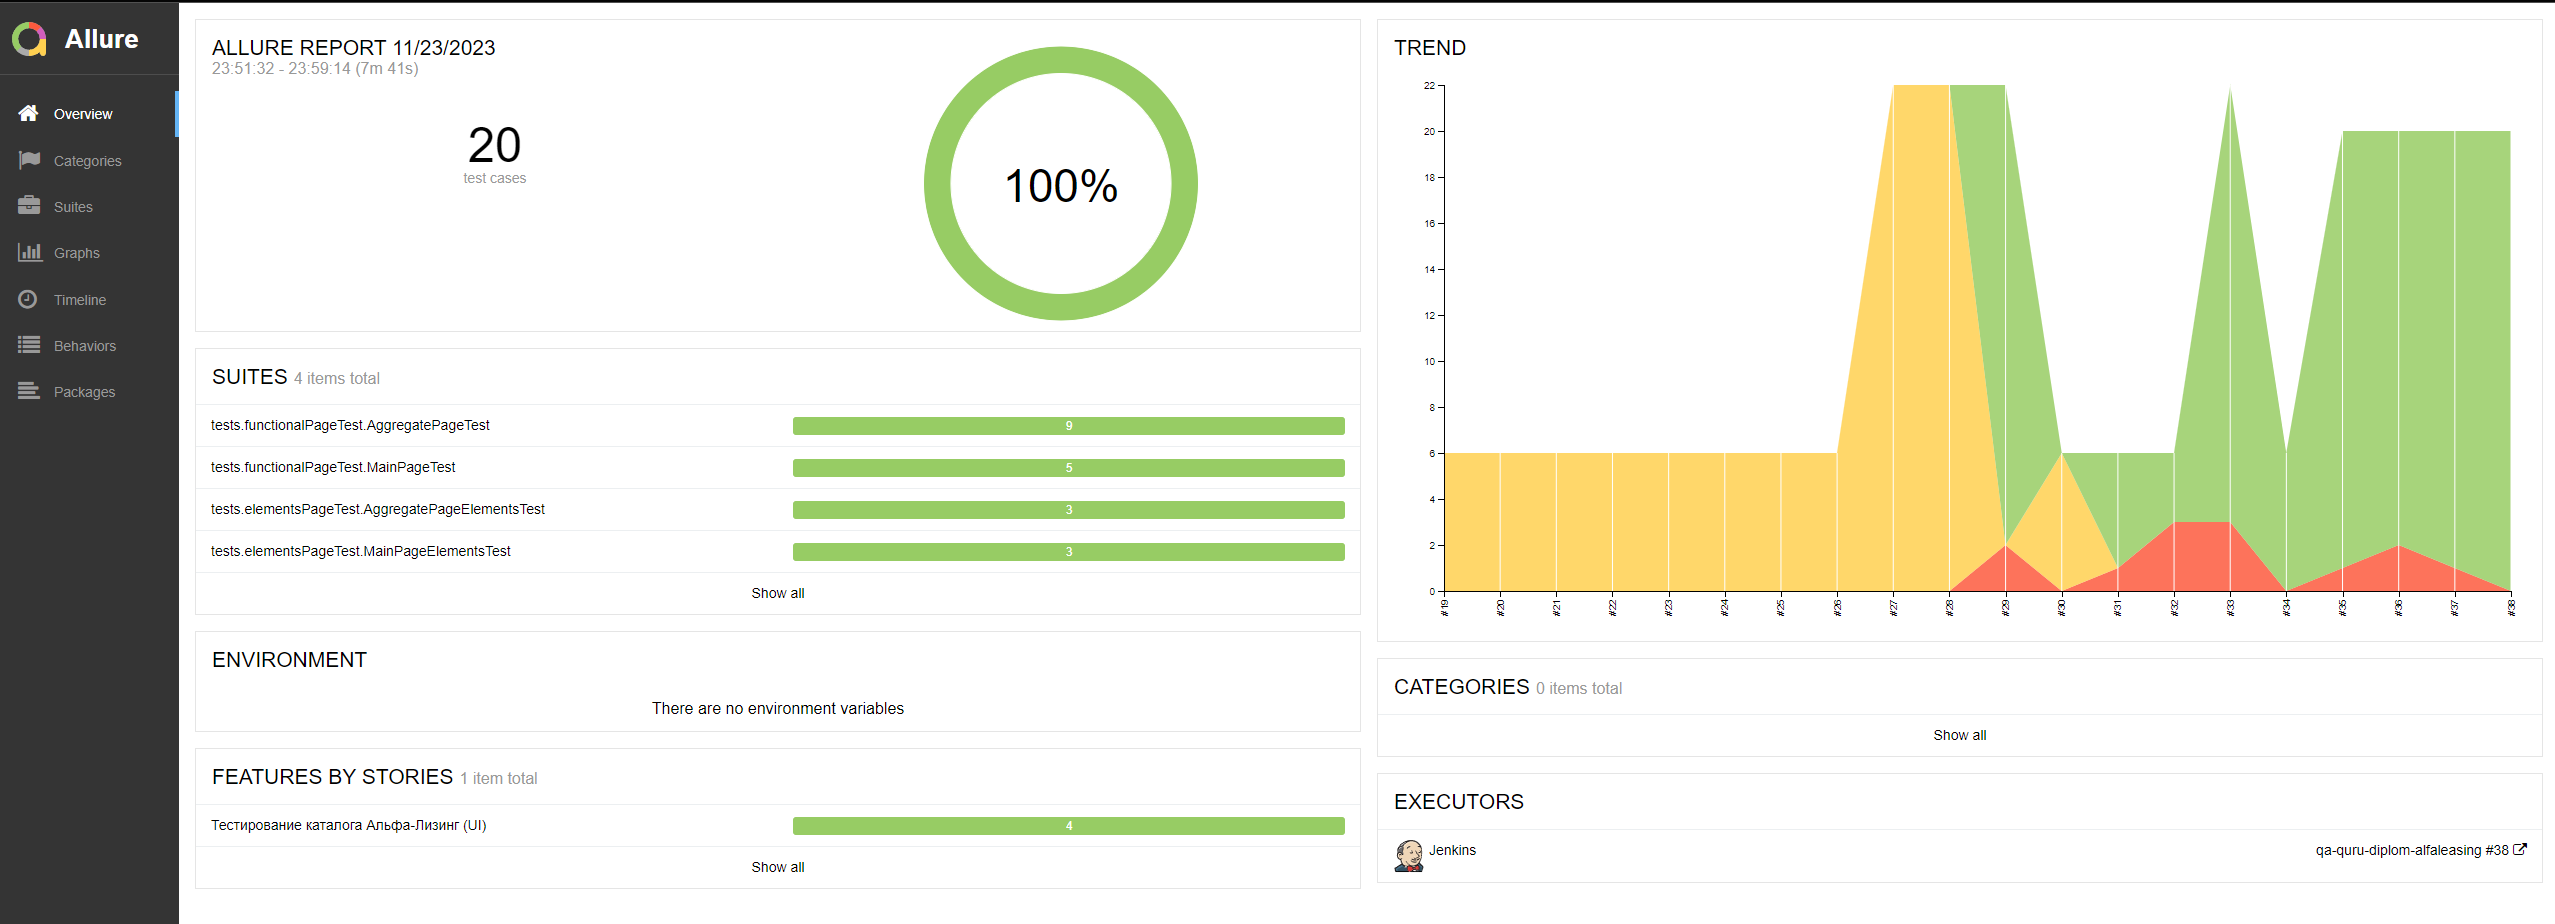 Allure
Overview
Categories
Suites
Graphs
Timeline
Behaviors
Packages
ALLURE REPORT 11/23/2023
23:51:32 - 23:59:14 (7m 41s)
20
test cases
100%
SUITES 4 items total
tests.functionalPageTest.AggregatePageTest 9
tests.functionalPageTest.MainPageTest 5
tests.elementsPageTest.AggregatePageElementsTest 3
tests.elementsPageTest.MainPageElementsTest 3
Show all
ENVIRONMENT
There are no environment variables
FEATURES BY STORIES 1 item total
Тестирование каталога Альфа-Лизинг (UI) 4
Show all
TREND
22
20
18
16
14
12
10
8
6
4
2
0
#19 #20 #21 #22 #23 #24 #25 #26 #27 #28 #29 #30 #31 #32 #33 #34 #35 #36 #37 #38
CATEGORIES 0 items total
Show all
EXECUTORS
Jenkins qa-quru-diplom-alfaleasing #38